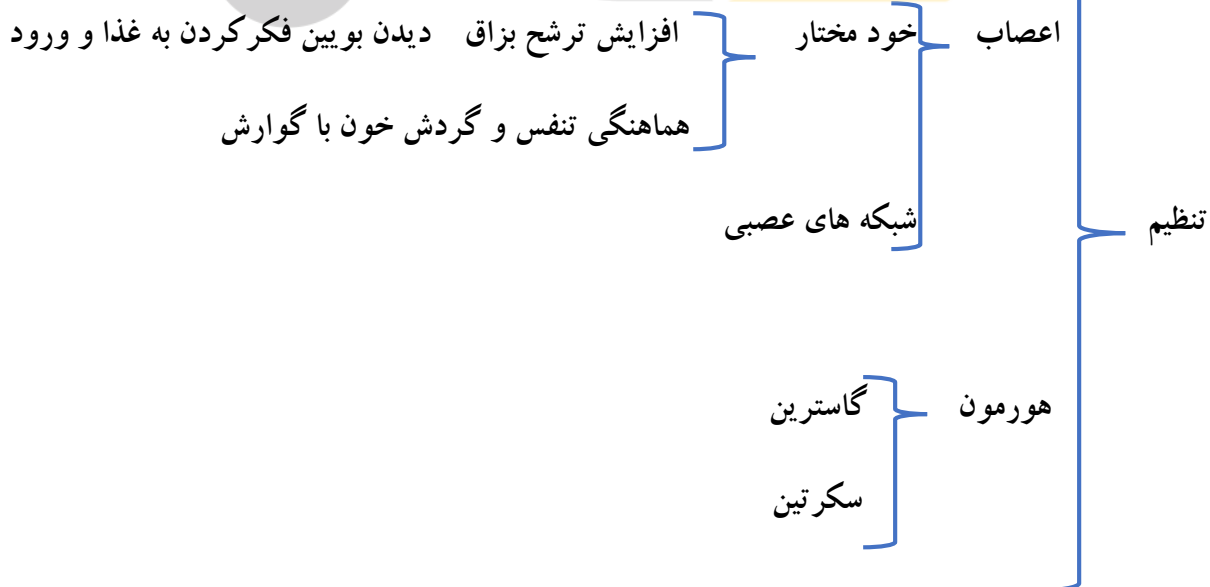 اعصاب خود مختار افزایش ترشح بزاق دیدن بویین فکرکردن به غذا و ورود
هماهنگی تنفس و گردش خون با گوارش
تنظیم شبکه های عصبی
هورمون گاسترین
سکرتین